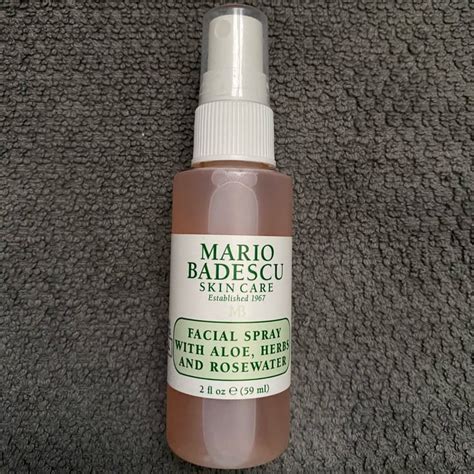 MARIO
BADESCU
SKIN CARE
Established 1967
MB
FACIAL SPRAY
WITH ALOE, HERBS
AND ROSEWATER
2 fl oz ℮ (59 ml)